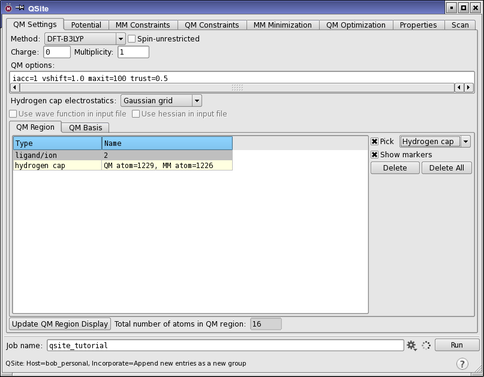 QSite
QM Settings Potential MM Constraints QM Constraints MM Minimization QM Optimization Properties Scan
Method: DFT-B3LYP Spin-unrestricted
Charge: 0 Multiplicity: 1
QM options:
iacc=1 vshift=1.0 maxit=100 trust=0.5
Hydrogen cap electrostatics: Gaussian grid
Use wave function in input file Use hessian in input file
QM Region QM Basis
Type Name Pick Hydrogen cap
ligand/ion 2 Show markers
hydrogen cap QM atom=1229, MM atom=1226 Delete Delete All
Update QM Region Display Total number of atoms in QM region: 16
Job name: qsite_tutorial Run
QSite: Host=bob_personal, Incorporate=Append new entries as a new group ?